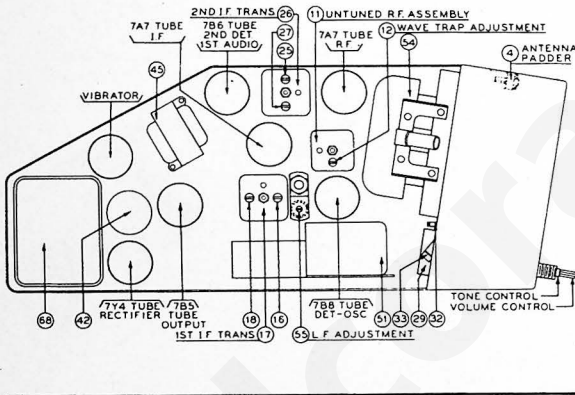 2ND I F TRANS 26
11 UNTUNED R.F. ASSEMBLY
12 WAVE TRAP ADJUSTMENT
7A7 TUBE
I.F
7B6 TUBE
2ND DET
1ST AUDIO
27
25
7A7 TUBE
R.F.
54
4 ANTENNA
PADDER
45
VIBRATOR
68
42
7Y4 TUBE
RECTIFIER
7B5
TUBE
OUTPUT
18
16
1ST I F TRANS 17
55 L F ADJUSTMENT
7B8 TUBE
DET-OSC
51
33
29
32
TONE CONTROL
VOLUME CONTROL